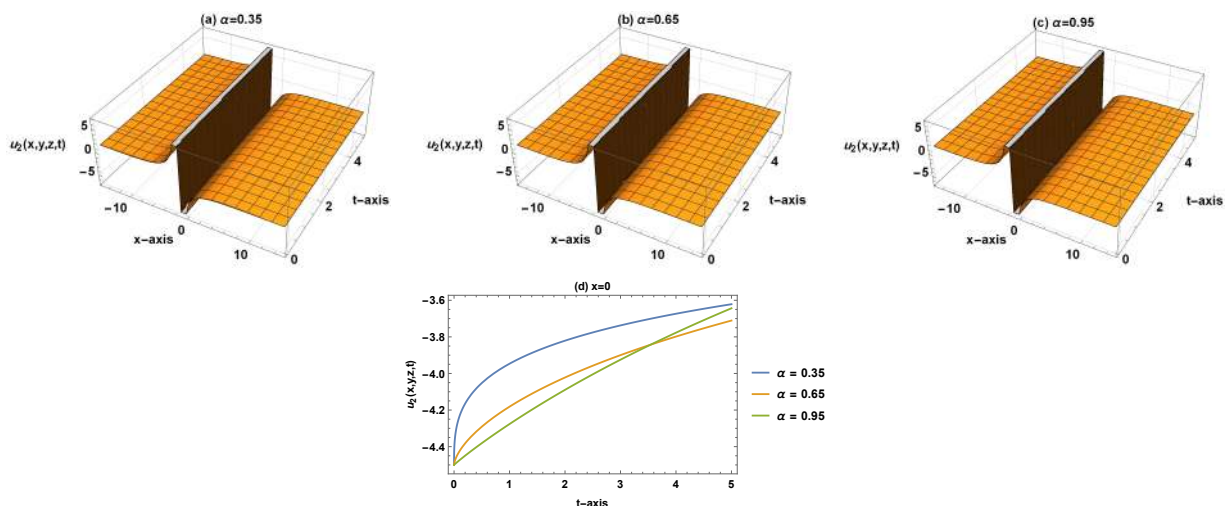 (a) α=0.35
5
0
−5
u₂(x,y,z,t)
−10
0
10
x−axis
0
2
4
t−axis
(b) α=0.65
5
0
−5
u₂(x,y,z,t)
−10
0
10
x−axis
0
2
4
t−axis
(c) α=0.95
5
0
−5
u₂(x,y,z,t)
−10
0
10
x−axis
0
2
4
t−axis
(d) x=0
−3.6
−3.8
−4.0
−4.2
−4.4
u₂(x,y,z,t)
0 1 2 3 4 5
t−axis
α = 0.35
α = 0.65
α = 0.95